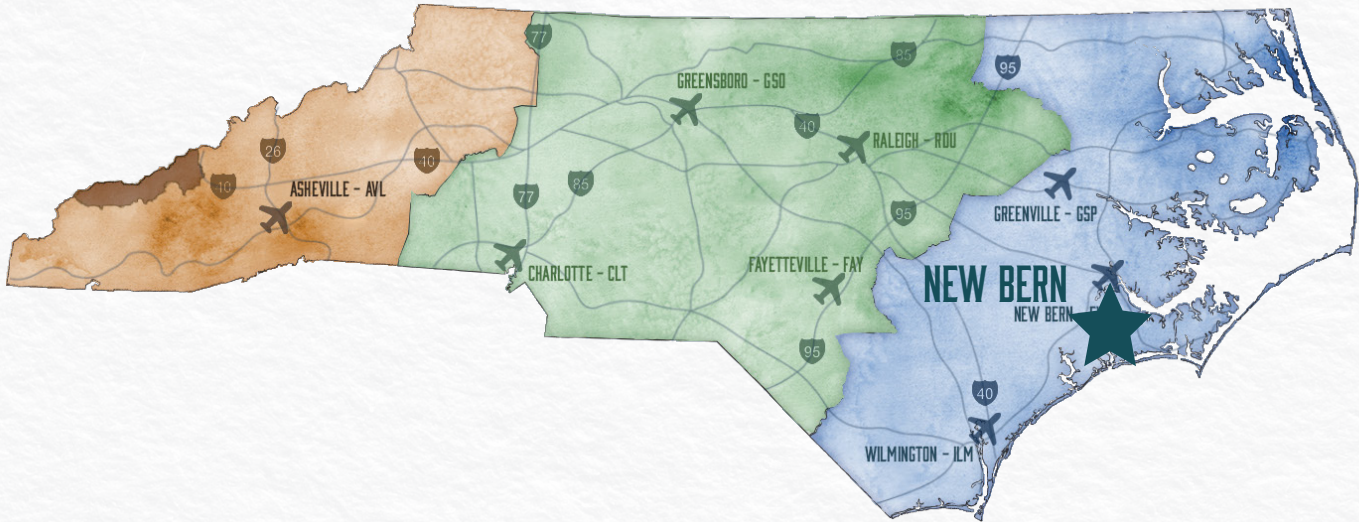 77
85
95
GREENSBORO - GSO
40
RALEIGH - RDU
26
40
40
ASHEVILLE - AVL
77
85
GREENVILLE - GSP
95
CHARLOTTE - CLT
FAYETTEVILLE - FAY
NEW BERN
NEW BERN -
95
40
WILMINGTON - ILM